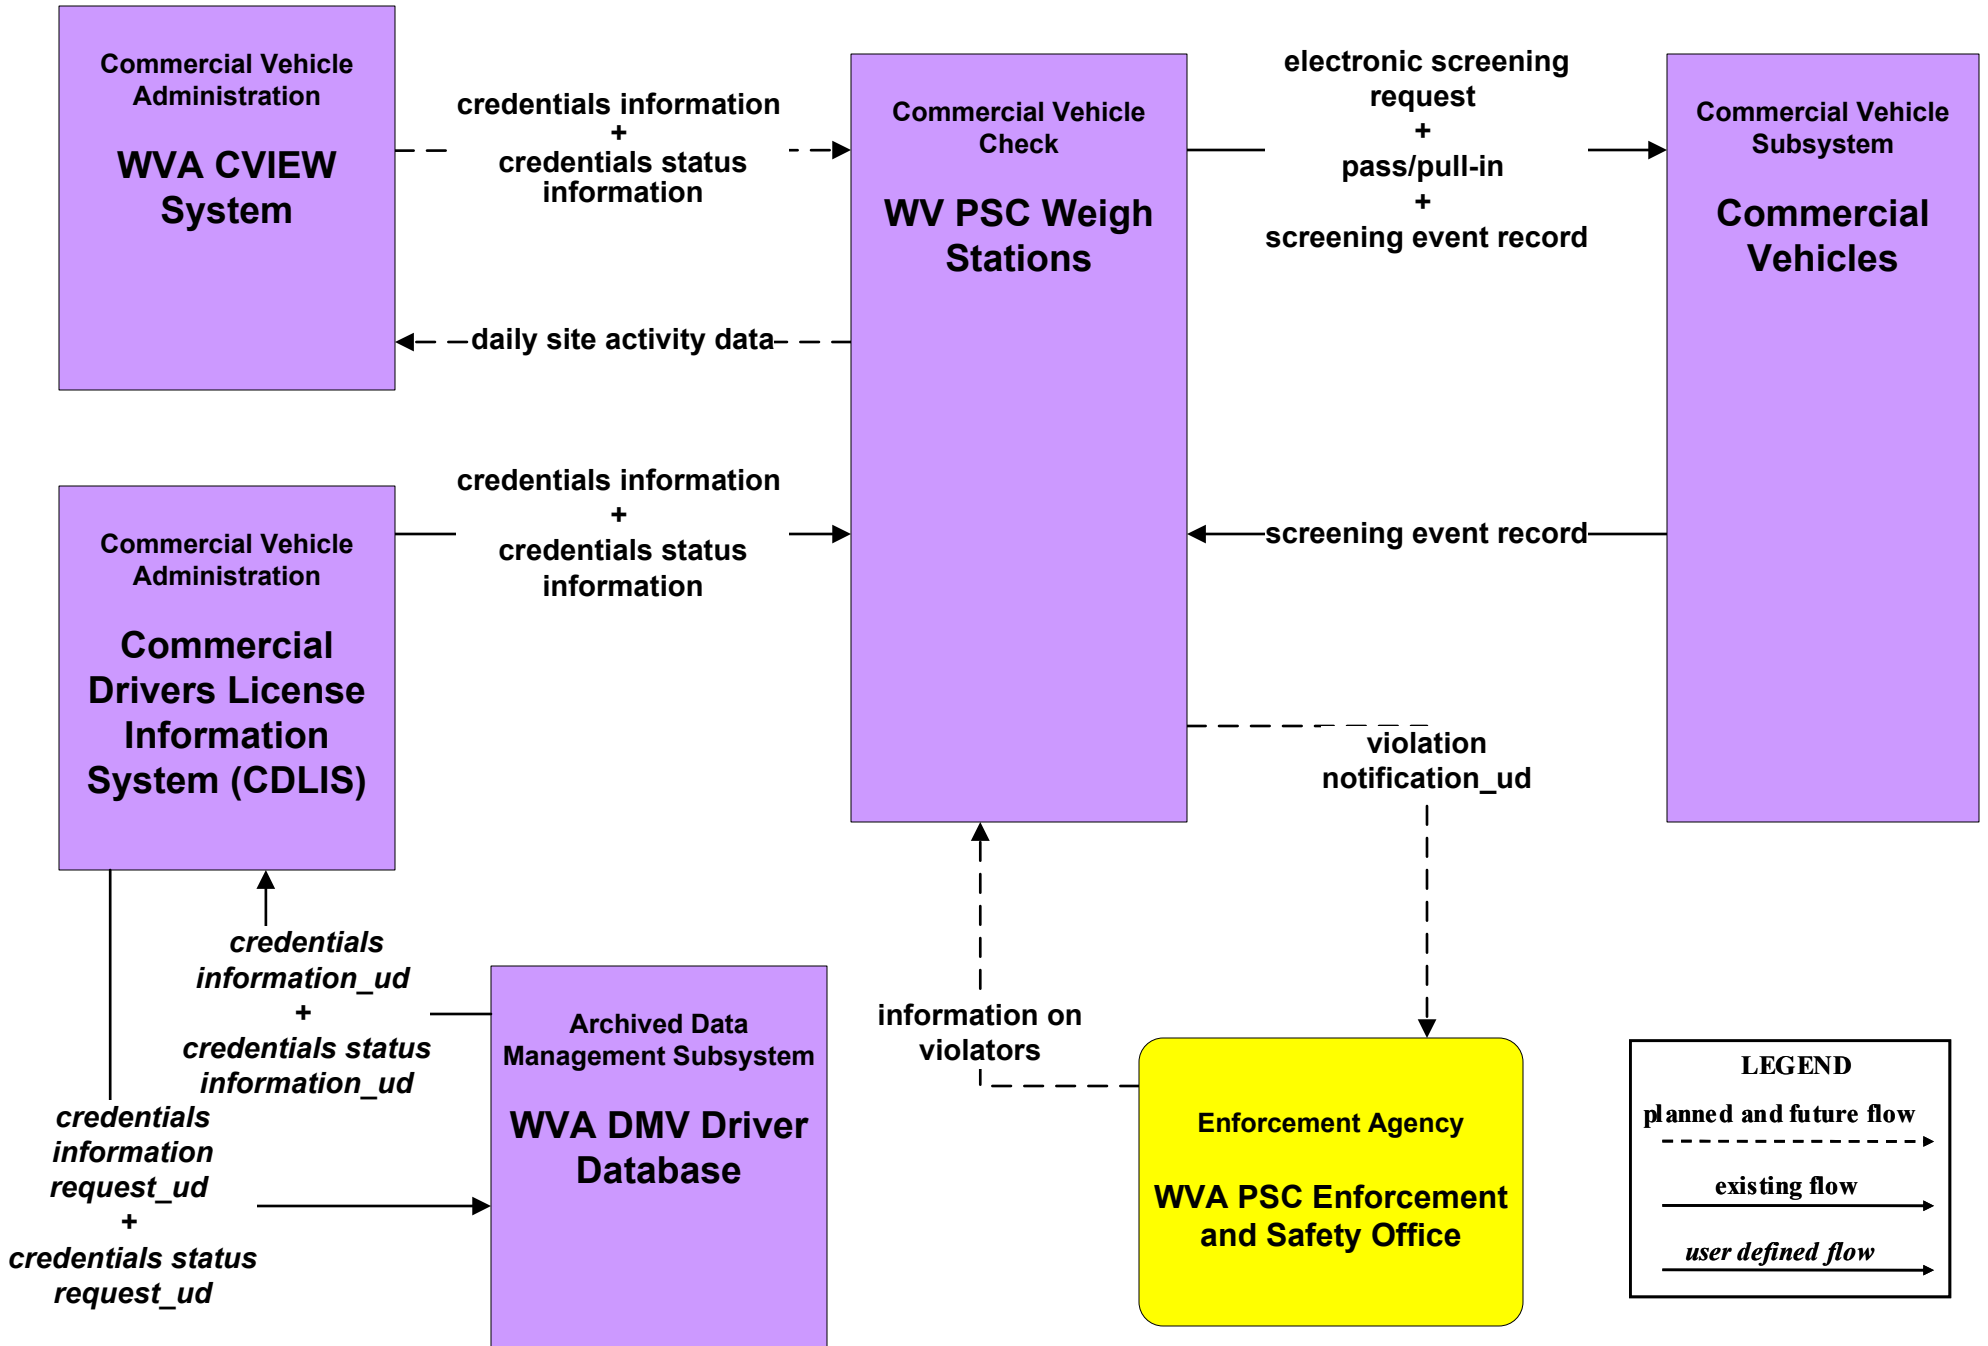 Commercial Vehicle
Administration
WVA CVIEW
System
credentials information
+
credentials status
information
daily site activity data
Commercial Vehicle
Check
WV PSC Weigh
Stations
electronic screening
request
+
pass/pull-in
+
screening event record
Commercial Vehicle
Subsystem
Commercial
Vehicles
Commercial Vehicle
Administration
Commercial
Drivers License
Information
System (CDLIS)
credentials information
+
credentials status
information
screening event record
violation
notification_ud
credentials
information_ud
+
credentials status
information_ud
credentials
information
request_ud
+
credentials status
request_ud
Archived Data
Management Subsystem
WVA DMV Driver
Database
information on
violators
Enforcement Agency
WVA PSC Enforcement
and Safety Office
LEGEND
planned and future flow
existing flow
user defined flow